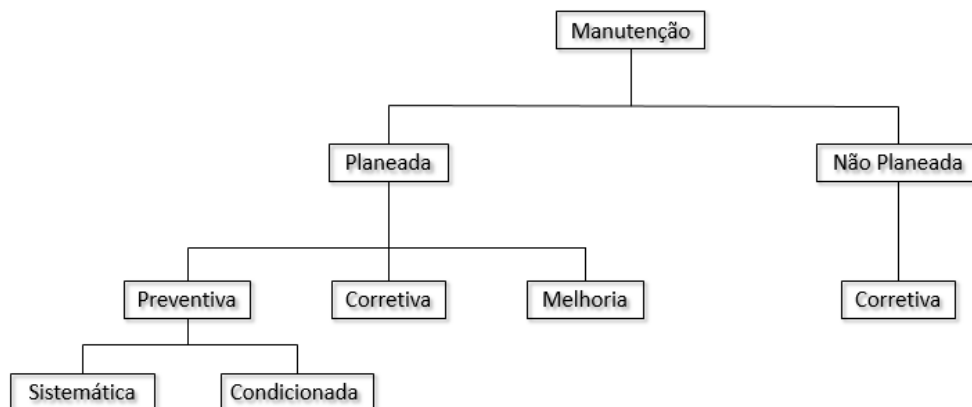 Manutenção
Planeada
Não Planeada
Preventiva
Corretiva
Melhoria
Corretiva
Sistemática
Condicionada